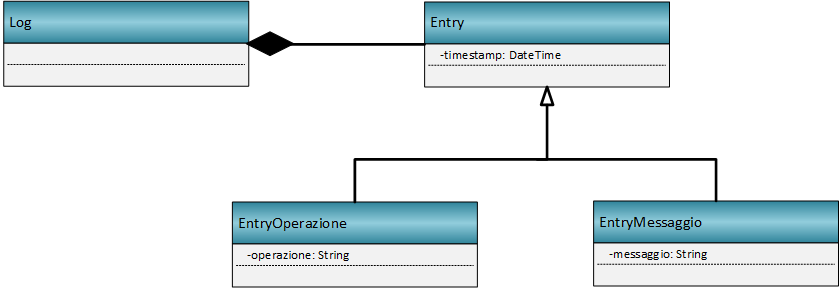 Log
Entry
-timestamp: DateTime
EntryOperazione
-operazione: String
EntryMessaggio
-messaggio: String